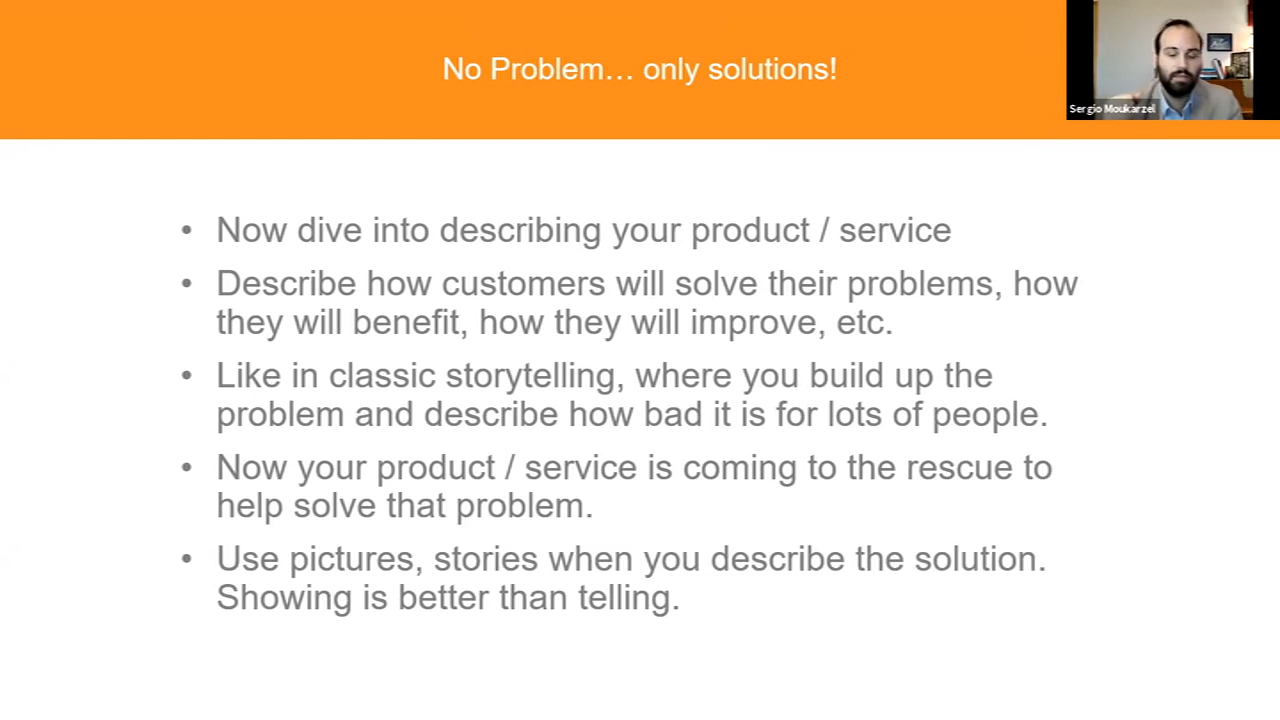 No Problem… only solutions!
Sergio Moukarzel
• Now dive into describing your product / service
• Describe how customers will solve their problems, how
they will benefit, how they will improve, etc.
• Like in classic storytelling, where you build up the
problem and describe how bad it is for lots of people.
• Now your product / service is coming to the rescue to
help solve that problem.
• Use pictures, stories when you describe the solution.
Showing is better than telling.